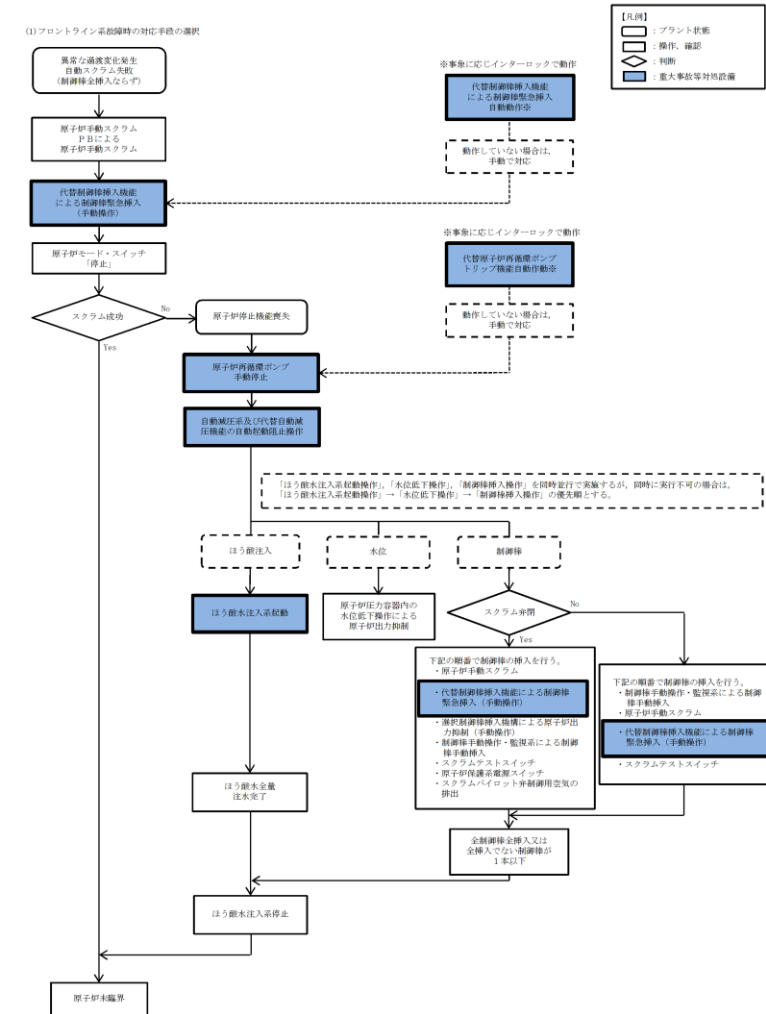 (1)フロントライン系故障時の対応手段の選択
【凡例】
：プラント状態
：操作、確認
：判断
：重大事故等対処設備
異常な過渡変化発生
自動スクラム失敗
(制御棒全挿入ならず)
原子炉手動スクラム
ＰＢによる
原子炉手動スクラム
代替制御棒挿入機能
による制御棒緊急挿入
(手動操作)
原子炉モード・スイッチ
「停止」
スクラム成功
No
Yes
※事象に応じインターロックで動作
代替制御棒挿入機能
による制御棒緊急挿入
自動動作※
動作していない場合は,
手動で対応
※事象に応じインターロックで動作
代替原子炉再循環ポンプ
トリップ機能自動作動※
動作していない場合は,
手動で対応
原子炉停止機能喪失
原子炉再循環ポンプ
手動停止
自動減圧系及び代替自動減
圧機能の自動起動阻止操作
「ほう酸水注入系起動操作」，「水位低下操作」，「制御棒挿入操作」を同時並行で実施するが，同時に実行不可の場合は，
「ほう酸水注入系起動操作」→「水位低下操作」→「制御棒挿入操作」の優先順とする。
ほう酸注入
水位
制御棒
ほう酸水注入系起動
原子炉圧力容器内の
水位低下操作による
原子炉出力抑制
スクラム弁閉
No
Yes
下記の順番で制御棒の挿入を行う。
・原子炉手動スクラム
・代替制御棒挿入機能による制御棒
緊急挿入（手動操作）
・選択制御棒挿入機構による原子炉出
力抑制（手動操作）
・制御棒手動操作・監視系による制御
棒手動挿入
・スクラムテストスイッチ
・原子炉保護系電源スイッチ
・スクラムパイロット弁制御用空気の
排出
下記の順番で制御棒の挿入を行う。
・制御棒手動操作・監視系による制御
棒手動挿入
・原子炉手動スクラム
・代替制御棒挿入機能による制御棒
緊急挿入（手動操作）
・スクラムテストスイッチ
ほう酸水全量
注水完了
全制御棒全挿入又は
全挿入でない制御棒が
１本以下
ほう酸水注入系停止
原子炉未臨界